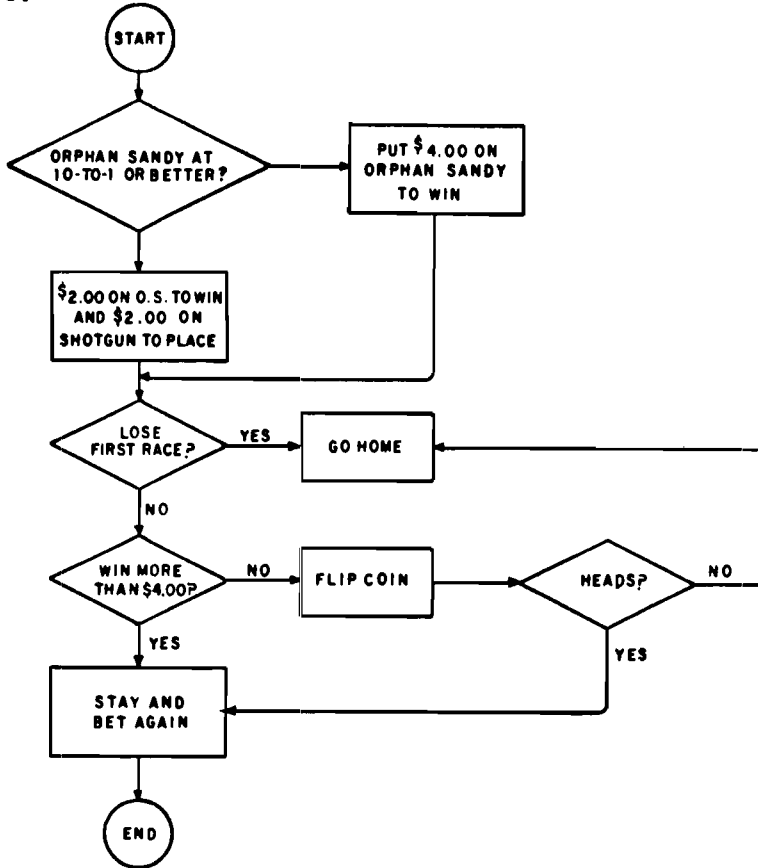 START
ORPHAN SANDY AT
10-TO-1 OR BETTER?
PUT $4.00 ON
ORPHAN SANDY
TO WIN
$2.00 ON O.S. TO WIN
AND $2.00 ON
SHOTGUN TO PLACE
LOSE
FIRST RACE?
YES
GO HOME
NO
WIN MORE
THAN $4.00?
NO
FLIP COIN
HEADS?
NO
YES
YES
STAY AND
BET AGAIN
END